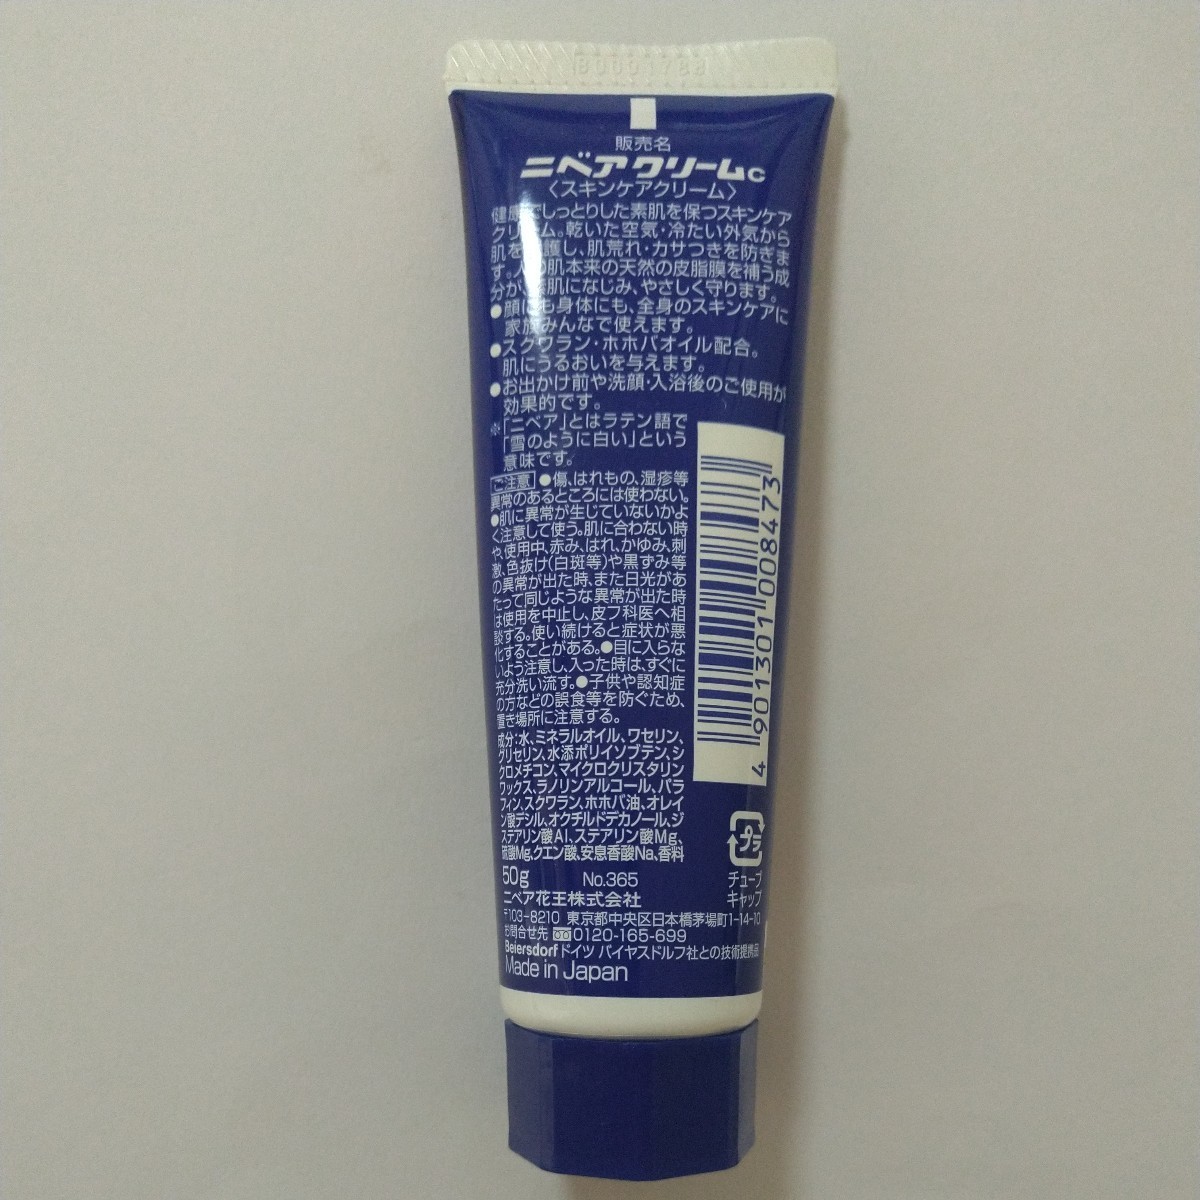 販売名
ニベアクリームC
〈スキンケアクリーム〉
健康でしっとりした素肌を保つスキンケア
クリーム。乾いた空気・冷たい外気から
肌を保護し、肌荒れ・カサつきを防ぎま
す。人の肌本来の天然の皮脂膜を補う成
分が、素肌になじみ、やさしく守ります。
●顔にも身体にも、全身のスキンケアに
家族みんなで使えます。
●スクワラン・ホホバオイル配合。
肌にうるおいを与えます。
●お出かけ前や洗顔・入浴後のご使用が
効果的です。
※「ニベア」とはラテン語で
「雪のように白い」という
意味です。
ご注意 ●傷、はれもの、湿疹等
異常のあるところには使わない。
●肌に異常が生じていないかよ
く注意して使う。肌に合わない時
や、使用中、赤み、はれ、かゆみ、刺
激、色抜け(白斑等)や黒ずみ等
の異常が出た時、また日光があ
たって同じような異常が出た時
は使用を中止し、皮フ科医へ相
談する。使い続けると症状が悪
化することがある。●目に入らな
いよう注意し、入った時は、すぐに
充分洗い流す。●子供や認知症
の方などの誤食等を防ぐため、
置き場所に注意する。
成分:水、ミネラルオイル、ワセリン、
グリセリン、水添ポリイソブテン、シ
クロメチコン、マイクロクリスタリン
ワックス、ラノリンアルコール、パラ
フィン、スクワラン、ホホバ油、オレイ
ン酸デシル、オクチルドデカノール、ジ
ステアリン酸Al、ステアリン酸Mg、
硫酸Mg、クエン酸、安息香酸Na、香料
4 901301 008473
プラ
チューブ
キャップ
50g No.365
ニベア花王株式会社
〒103-8210 東京都中央区日本橋茅場町1-14-10
お問合せ先 0120-165-699
Beiersdorf ドイツ バイヤスドルフ社との技術提携品
Made in Japan